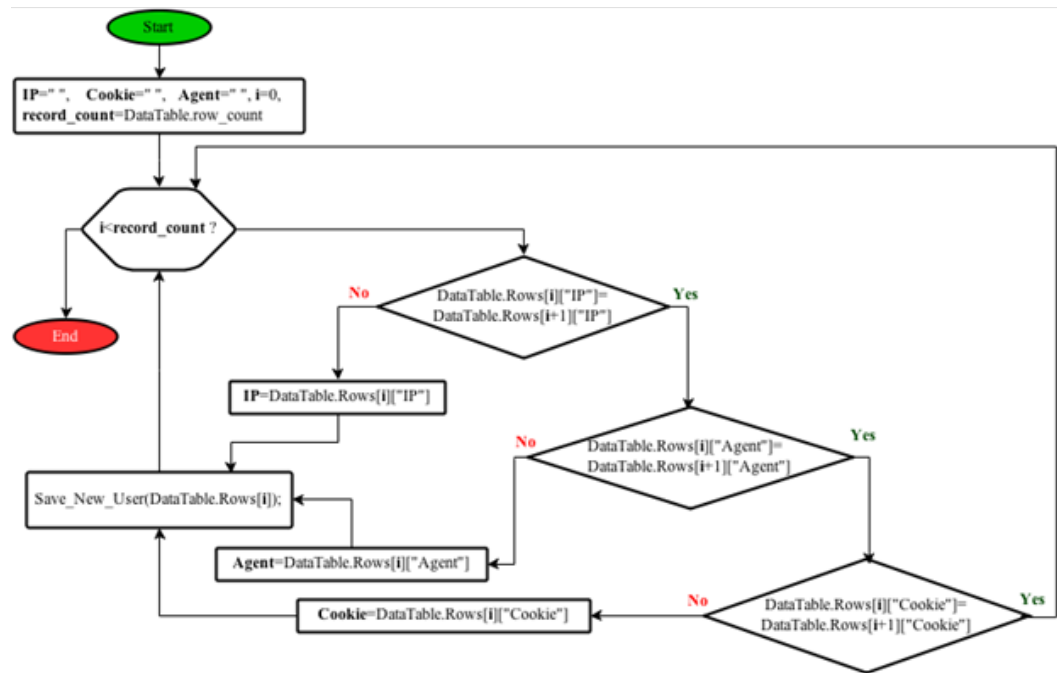 Start
IP=" ", Cookie=" ", Agent=" ", i=0,
record_count=DataTable.row_count
i<record_count ?
End
No
DataTable.Rows[i]["IP"]=
DataTable.Rows[i+1]["IP"]
Yes
IP=DataTable.Rows[i]["IP"]
No
DataTable.Rows[i]["Agent"]=
DataTable.Rows[i+1]["Agent"]
Yes
Save_New_User(DataTable.Rows[i]);
Agent=DataTable.Rows[i]["Agent"]
Cookie=DataTable.Rows[i]["Cookie"]
No
DataTable.Rows[i]["Cookie"]=
DataTable.Rows[i+1]["Cookie"]
Yes